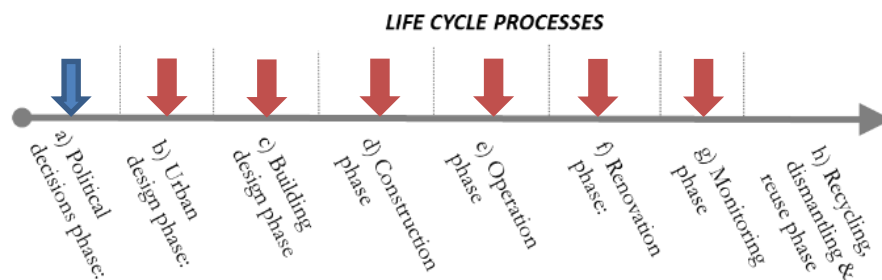 LIFE CYCLE PROCESSES
a) Political
decisions phase:
b) Urban
design phase:
c) Building
design phase
d) Construction
phase
e) Operation
phase
f) Renovation
phase:
g) Monitoring
phase
h) Recycling,
dismantling &
reuse phase